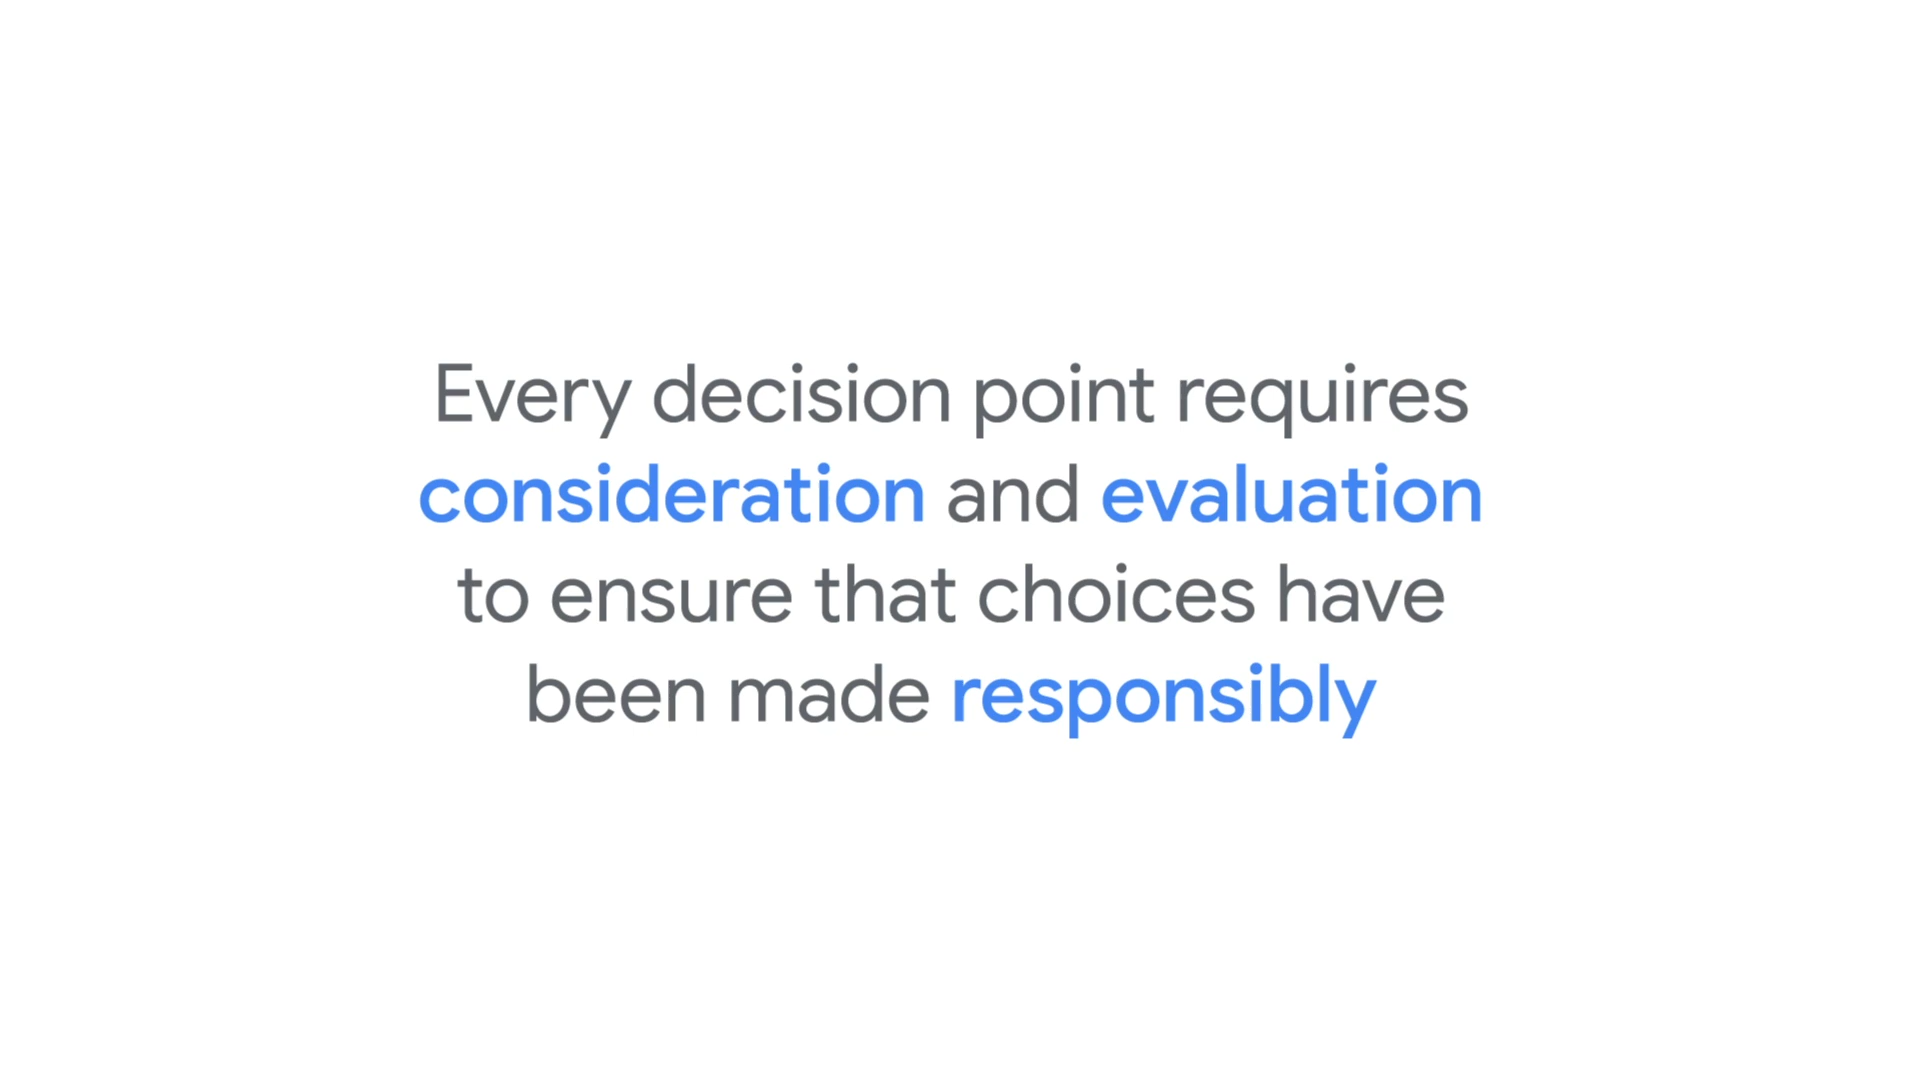 Every decision point requires
consideration and evaluation
to ensure that choices have
been made responsibly